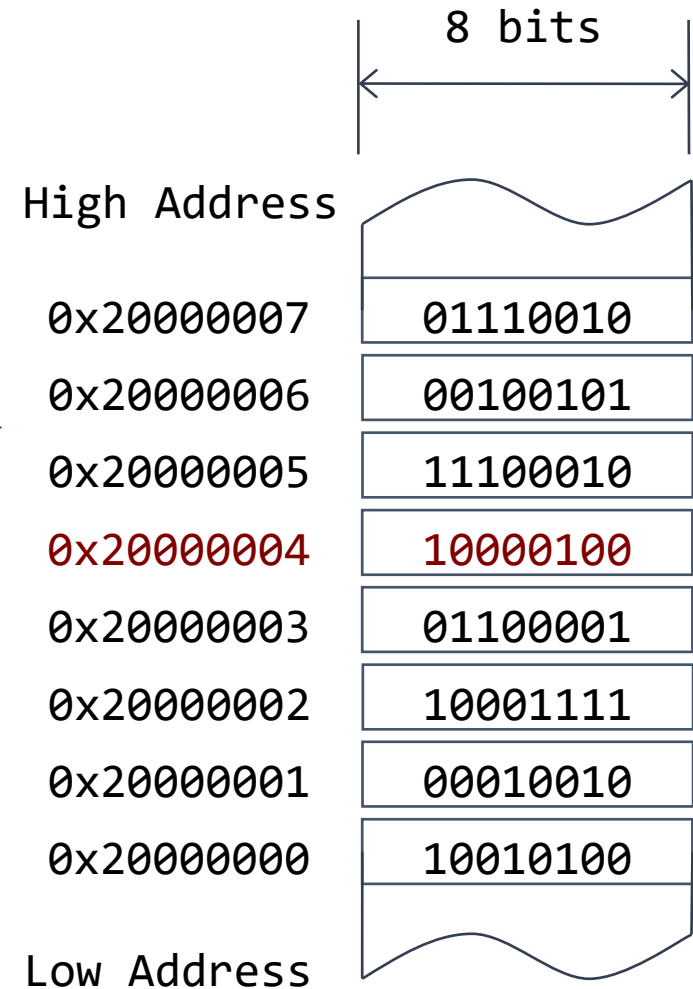 8 bits
High Address
0x20000007 01110010
0x20000006 00100101
0x20000005 11100010
0x20000004 10000100
0x20000003 01100001
0x20000002 10001111
0x20000001 00010010
0x20000000 10010100
Low Address